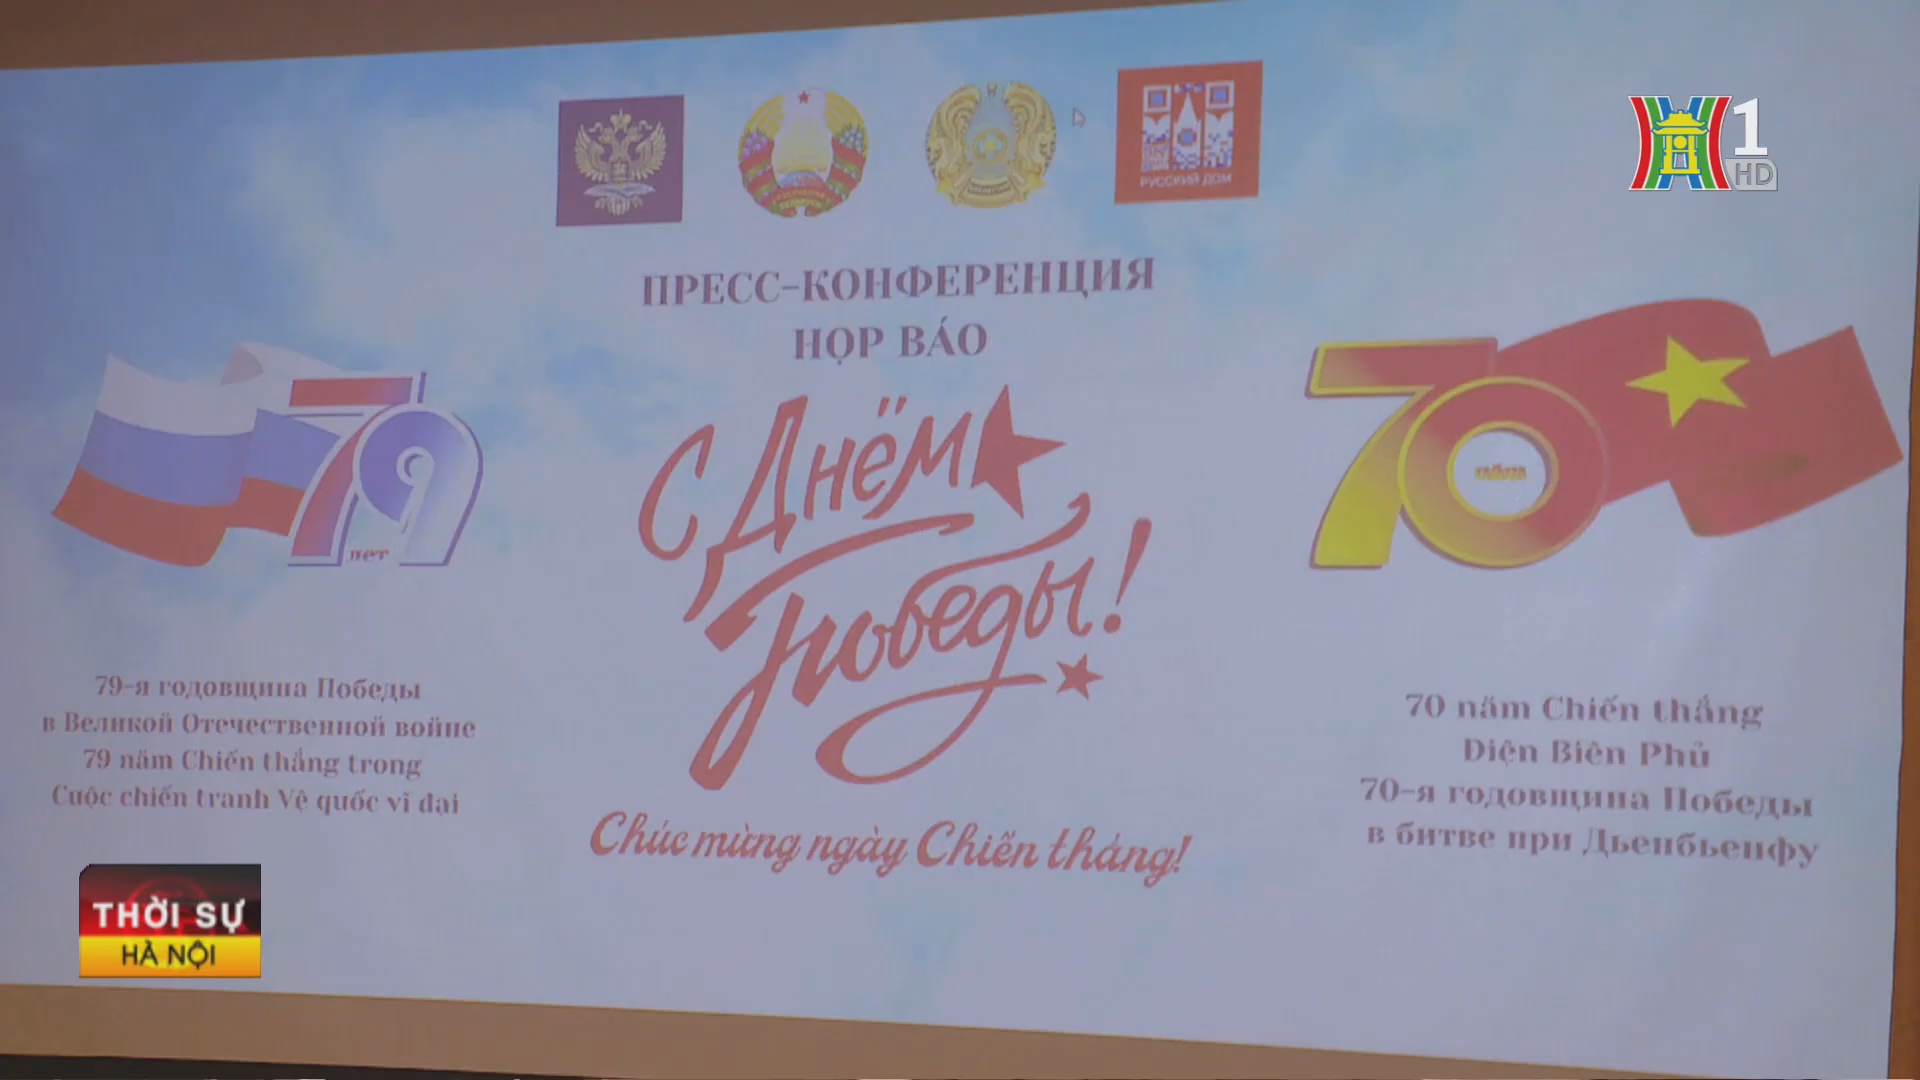 1
HD
РУССКИЙ ДОМ
ПРЕСС-КОНФЕРЕНЦИЯ
HỌP BÁO
С Днём
Победы!
Chúc mừng ngày Chiến thắng!
79
лет
79-я годовщина Победы
в Великой Отечественной войне
79 năm Chiến thắng trong
Cuộc chiến tranh Vệ quốc vĩ đại
70
năm
70 năm Chiến thắng
Điện Biên Phủ
70-я годовщина Победы
в битве при Дьенбьенфу
THỜI SỰ
HÀ NỘI